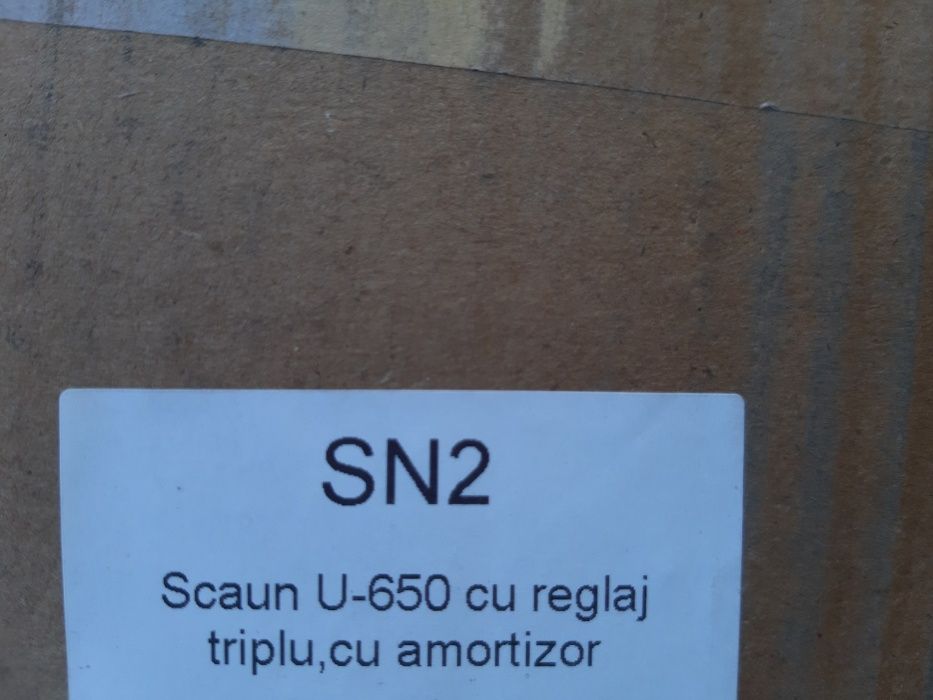 SN2
Scaun U-650 cu reglaj
triplu,cu amortizor